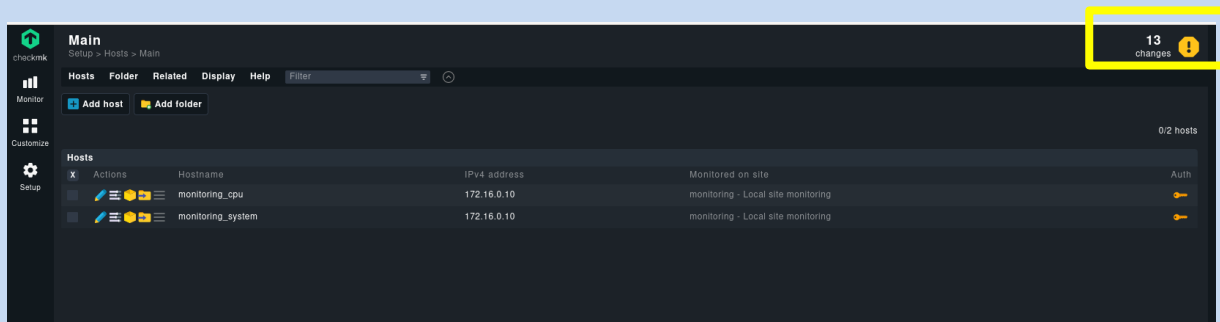 checkmk
Monitor
Customize
Setup
Main
Setup > Hosts > Main
13
changes
Hosts Folder Related Display Help Filter
Add host Add folder
0/2 hosts
Hosts
X Actions Hostname IPv4 address Monitored on site Auth
monitoring_cpu 172.16.0.10 monitoring - Local site monitoring
monitoring_system 172.16.0.10 monitoring - Local site monitoring